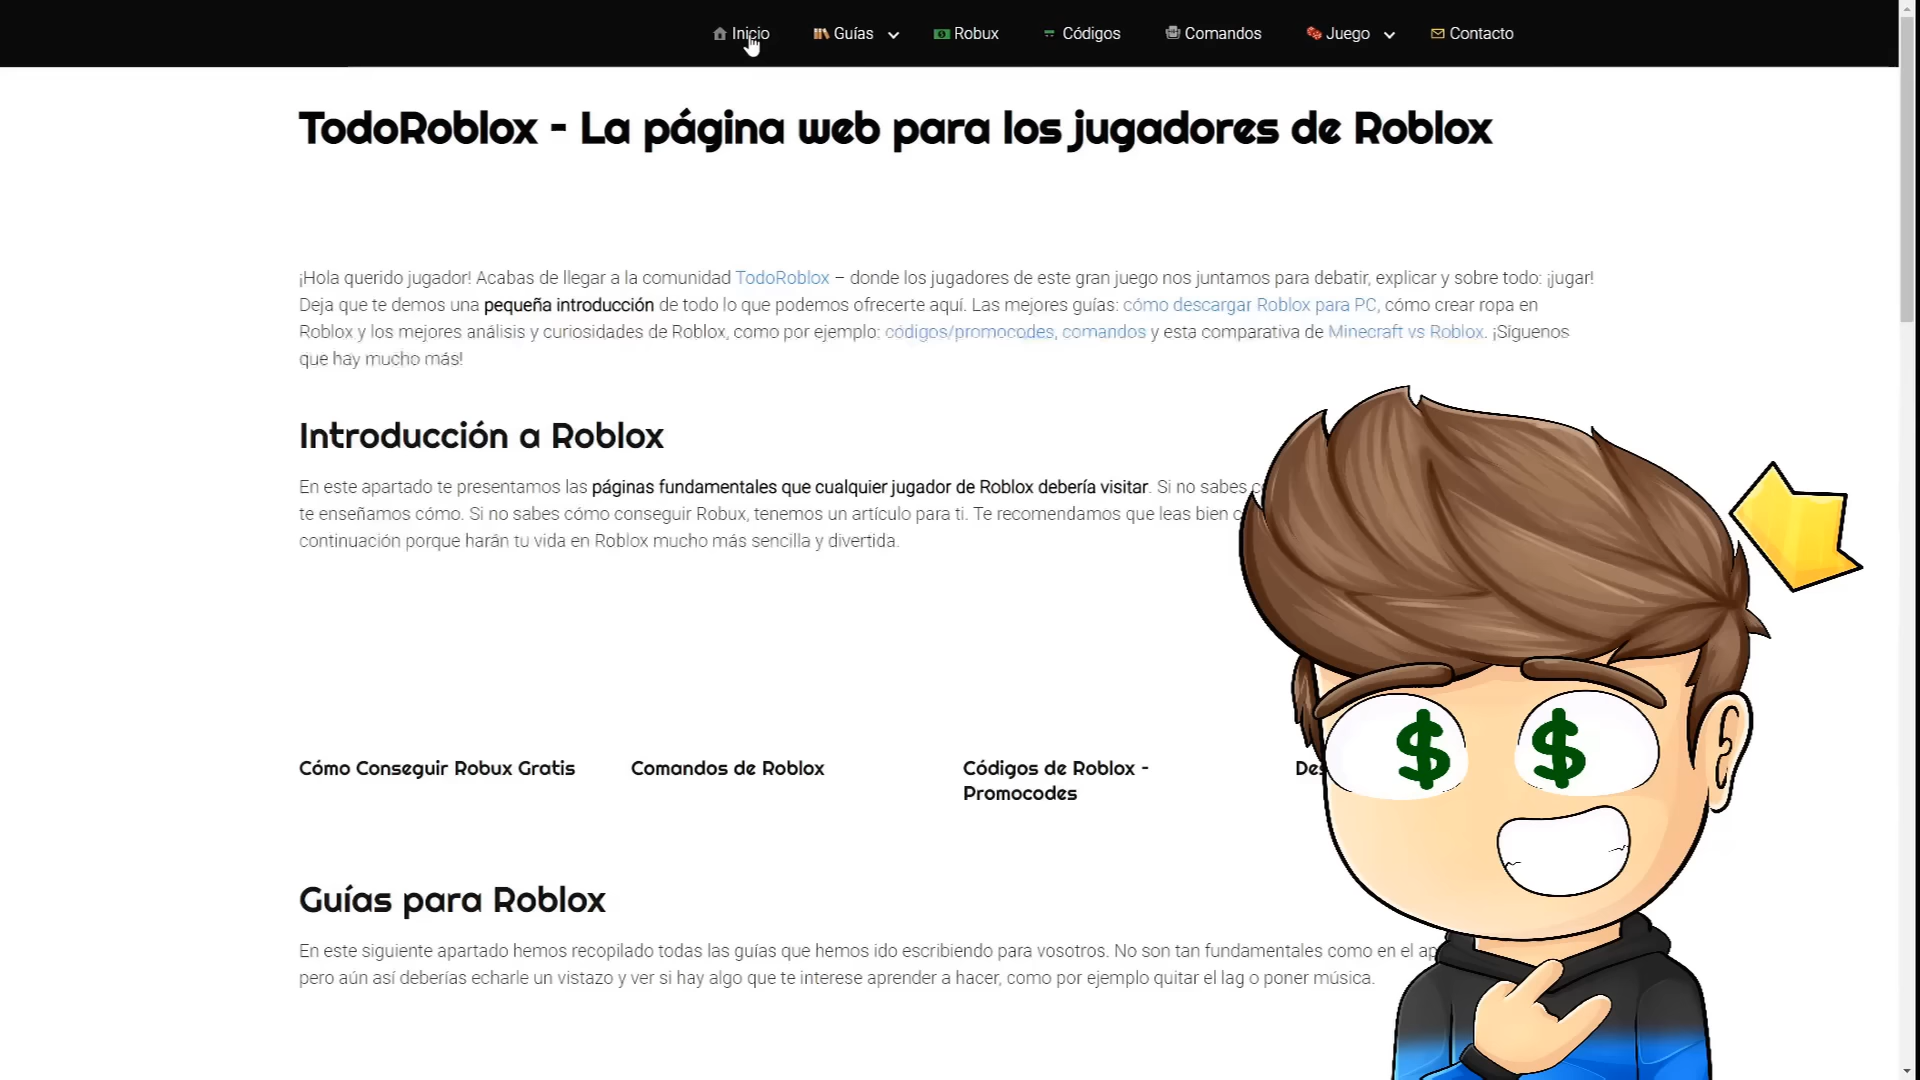 Inicio Guías Robux Códigos Comandos Juego Contacto
TodoRoblox - La página web para los jugadores de Roblox
¡Hola querido jugador! Acabas de llegar a la comunidad TodoRoblox – donde los jugadores de este gran juego nos juntamos para debatir, explicar y sobre todo: ¡jugar!
Deja que te demos una pequeña introducción de todo lo que podemos ofrecerte aquí. Las mejores guías: cómo descargar Roblox para PC, cómo crear ropa en
Roblox y los mejores análisis y curiosidades de Roblox, como por ejemplo: códigos/promocodes, comandos y esta comparativa de Minecraft vs Roblox. ¡Síguenos
que hay mucho más!
Introducción a Roblox
En este apartado te presentamos las páginas fundamentales que cualquier jugador de Roblox debería visitar. Si no sabes
te enseñamos cómo. Si no sabes cómo conseguir Robux, tenemos un artículo para ti. Te recomendamos que leas bien
continuación porque harán tu vida en Roblox mucho más sencilla y divertida.
Cómo Conseguir Robux Gratis
Comandos de Roblox
Códigos de Roblox -
Promocodes
Guías para Roblox
En este siguiente apartado hemos recopilado todas las guías que hemos ido escribiendo para vosotros. No son tan fundamentales como en el
pero aún así deberías echarle un vistazo y ver si hay algo que te interese aprender a hacer, como por ejemplo quitar el lag o poner música.
$ $